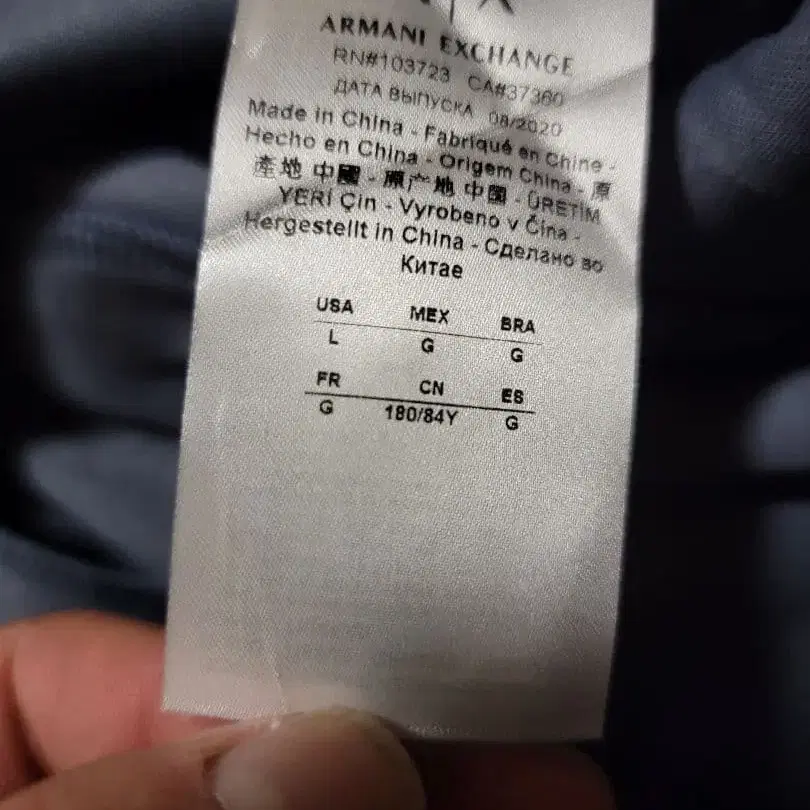 ARMANI EXCHANGE
RN#103723 CA#37360
ДАТА ВЫПУСКА 08/2020
Made in China - Fabriqué en Chine -
Hecho en China - Origem China - 原
產地 中國 - 原产地 中国 - ÜRETİM
YERİ Çin - Vyrobeno v Čína -
Hergestellt in China - Сделано во
Китае
USA MEX BRA
L G G
FR CN ES
G 180/84Y G